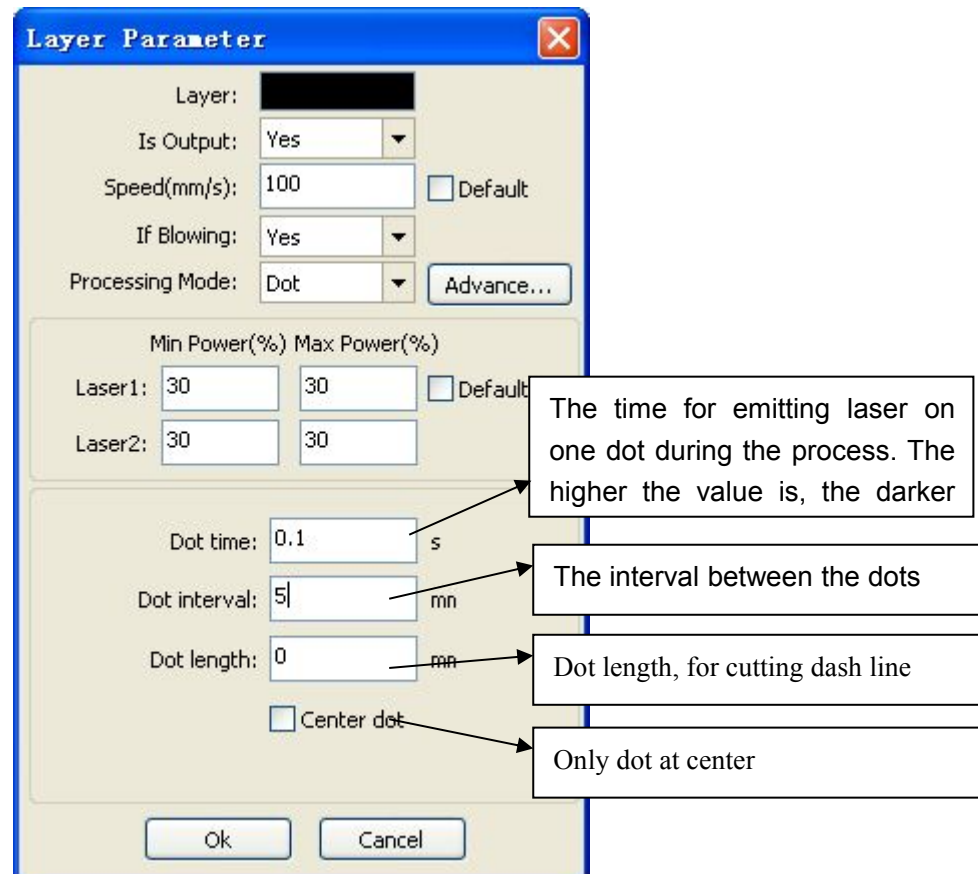 Layer Parameter
Layer:
Is Output: Yes
Speed(mm/s): 100 Default
If Blowing: Yes
Processing Mode: Dot Advance...
Min Power(%) Max Power(%)
Laser1: 30 30 Default
Laser2: 30 30
The time for emitting laser on
one dot during the process. The
higher the value is, the darker
Dot time: 0.1 s
Dot interval: 5 mn
The interval between the dots
Dot length: 0 mn
Dot length, for cutting dash line
Center dot
Only dot at center
Ok Cancel